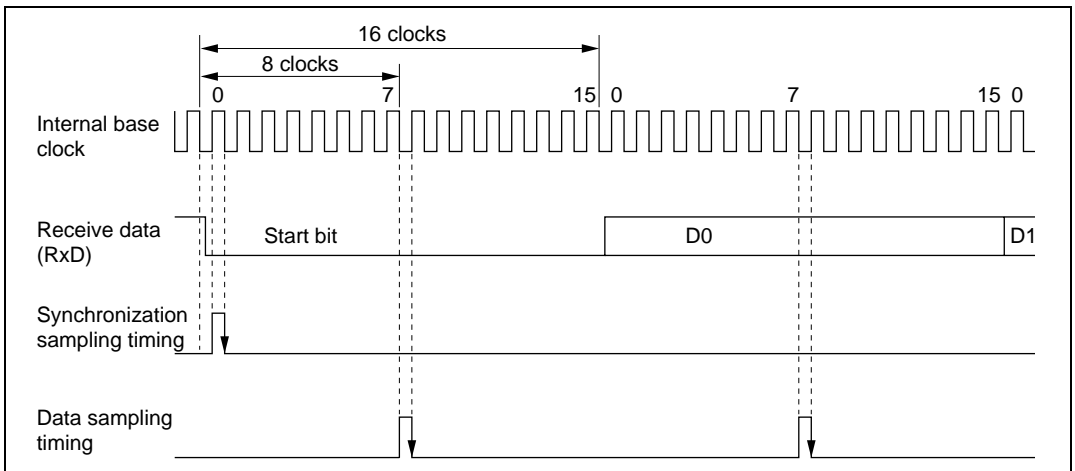 16 clocks
8 clocks
0 7 15 0 7 15 0
Internal base
clock
Receive data
(RxD)
Start bit D0 D1
Synchronization
sampling timing
Data sampling
timing